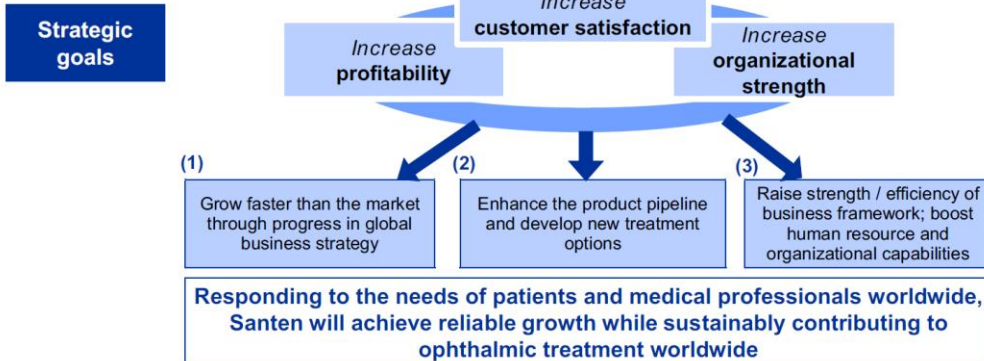 Increase
customer satisfaction
Strategic
goals
Increase
profitability
Increase
organizational
strength
(1)
Grow faster than the market
through progress in global
business strategy
(2)
Enhance the product pipeline
and develop new treatment
options
(3)
Raise strength / efficiency of
business framework; boost
human resource and
organizational capabilities
Responding to the needs of patients and medical professionals worldwide,
Santen will achieve reliable growth while sustainably contributing to
ophthalmic treatment worldwide